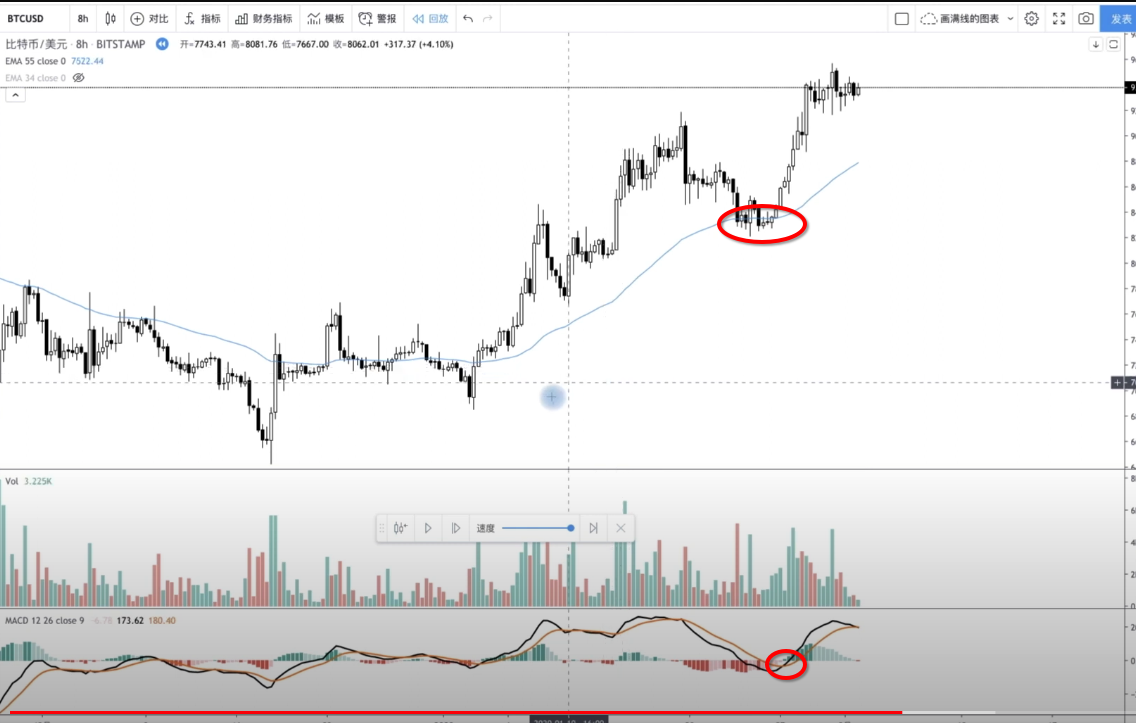 BTCUSD 8h 对比 指标 财务指标 模板 警报 回放 画满线的图表 发表
比特币/美元 · 8h · BITSTAMP 开=7743.41 高=8081.76 低=7667.00 收=8062.01 +317.37 (+4.10%)
EMA 55 close 0 7522.44
EMA 34 close 0
Vol 3.225K
速度
MACD 12 26 close 9 -6.78 173.62 180.40